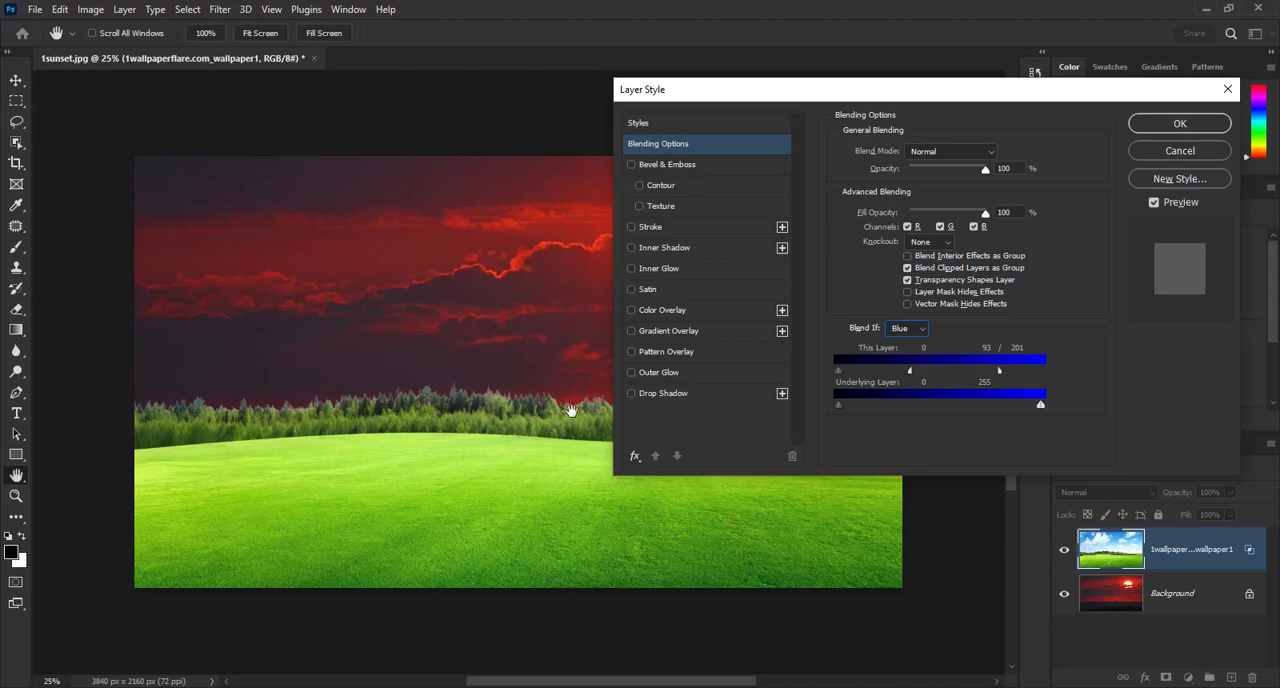 Ps File Edit Image Layer Type Select Filter 3D View Plugins Window Help
Scroll All Windows 100% Fit Screen Fill Screen Share
1sunset.jpg @ 25% (1wallpaperflare.com_wallpaper1, RGB/8#) * ×
Color Swatches Gradients Patterns
Layer Style
Styles
Blending Options
Bevel & Emboss
Contour
Texture
Stroke
Inner Shadow
Inner Glow
Satin
Color Overlay
Gradient Overlay
Pattern Overlay
Outer Glow
Drop Shadow
fx
Blending Options
General Blending
Blend Mode: Normal
Opacity: 100 %
Advanced Blending
Fill Opacity: 100 %
Channels: R G B
Knockout: None
Blend Interior Effects as Group
Blend Clipped Layers as Group
Transparency Shapes Layer
Layer Mask Hides Effects
Vector Mask Hides Effects
Blend If: Blue
This Layer: 0 93 / 201
Underlying Layer: 0 255
OK
Cancel
New Style...
Preview
Normal Opacity: 100%
Lock: Fill: 100%
1wallpaper...wallpaper1
Background
25% 3840 px x 2160 px (72 ppi)
fx